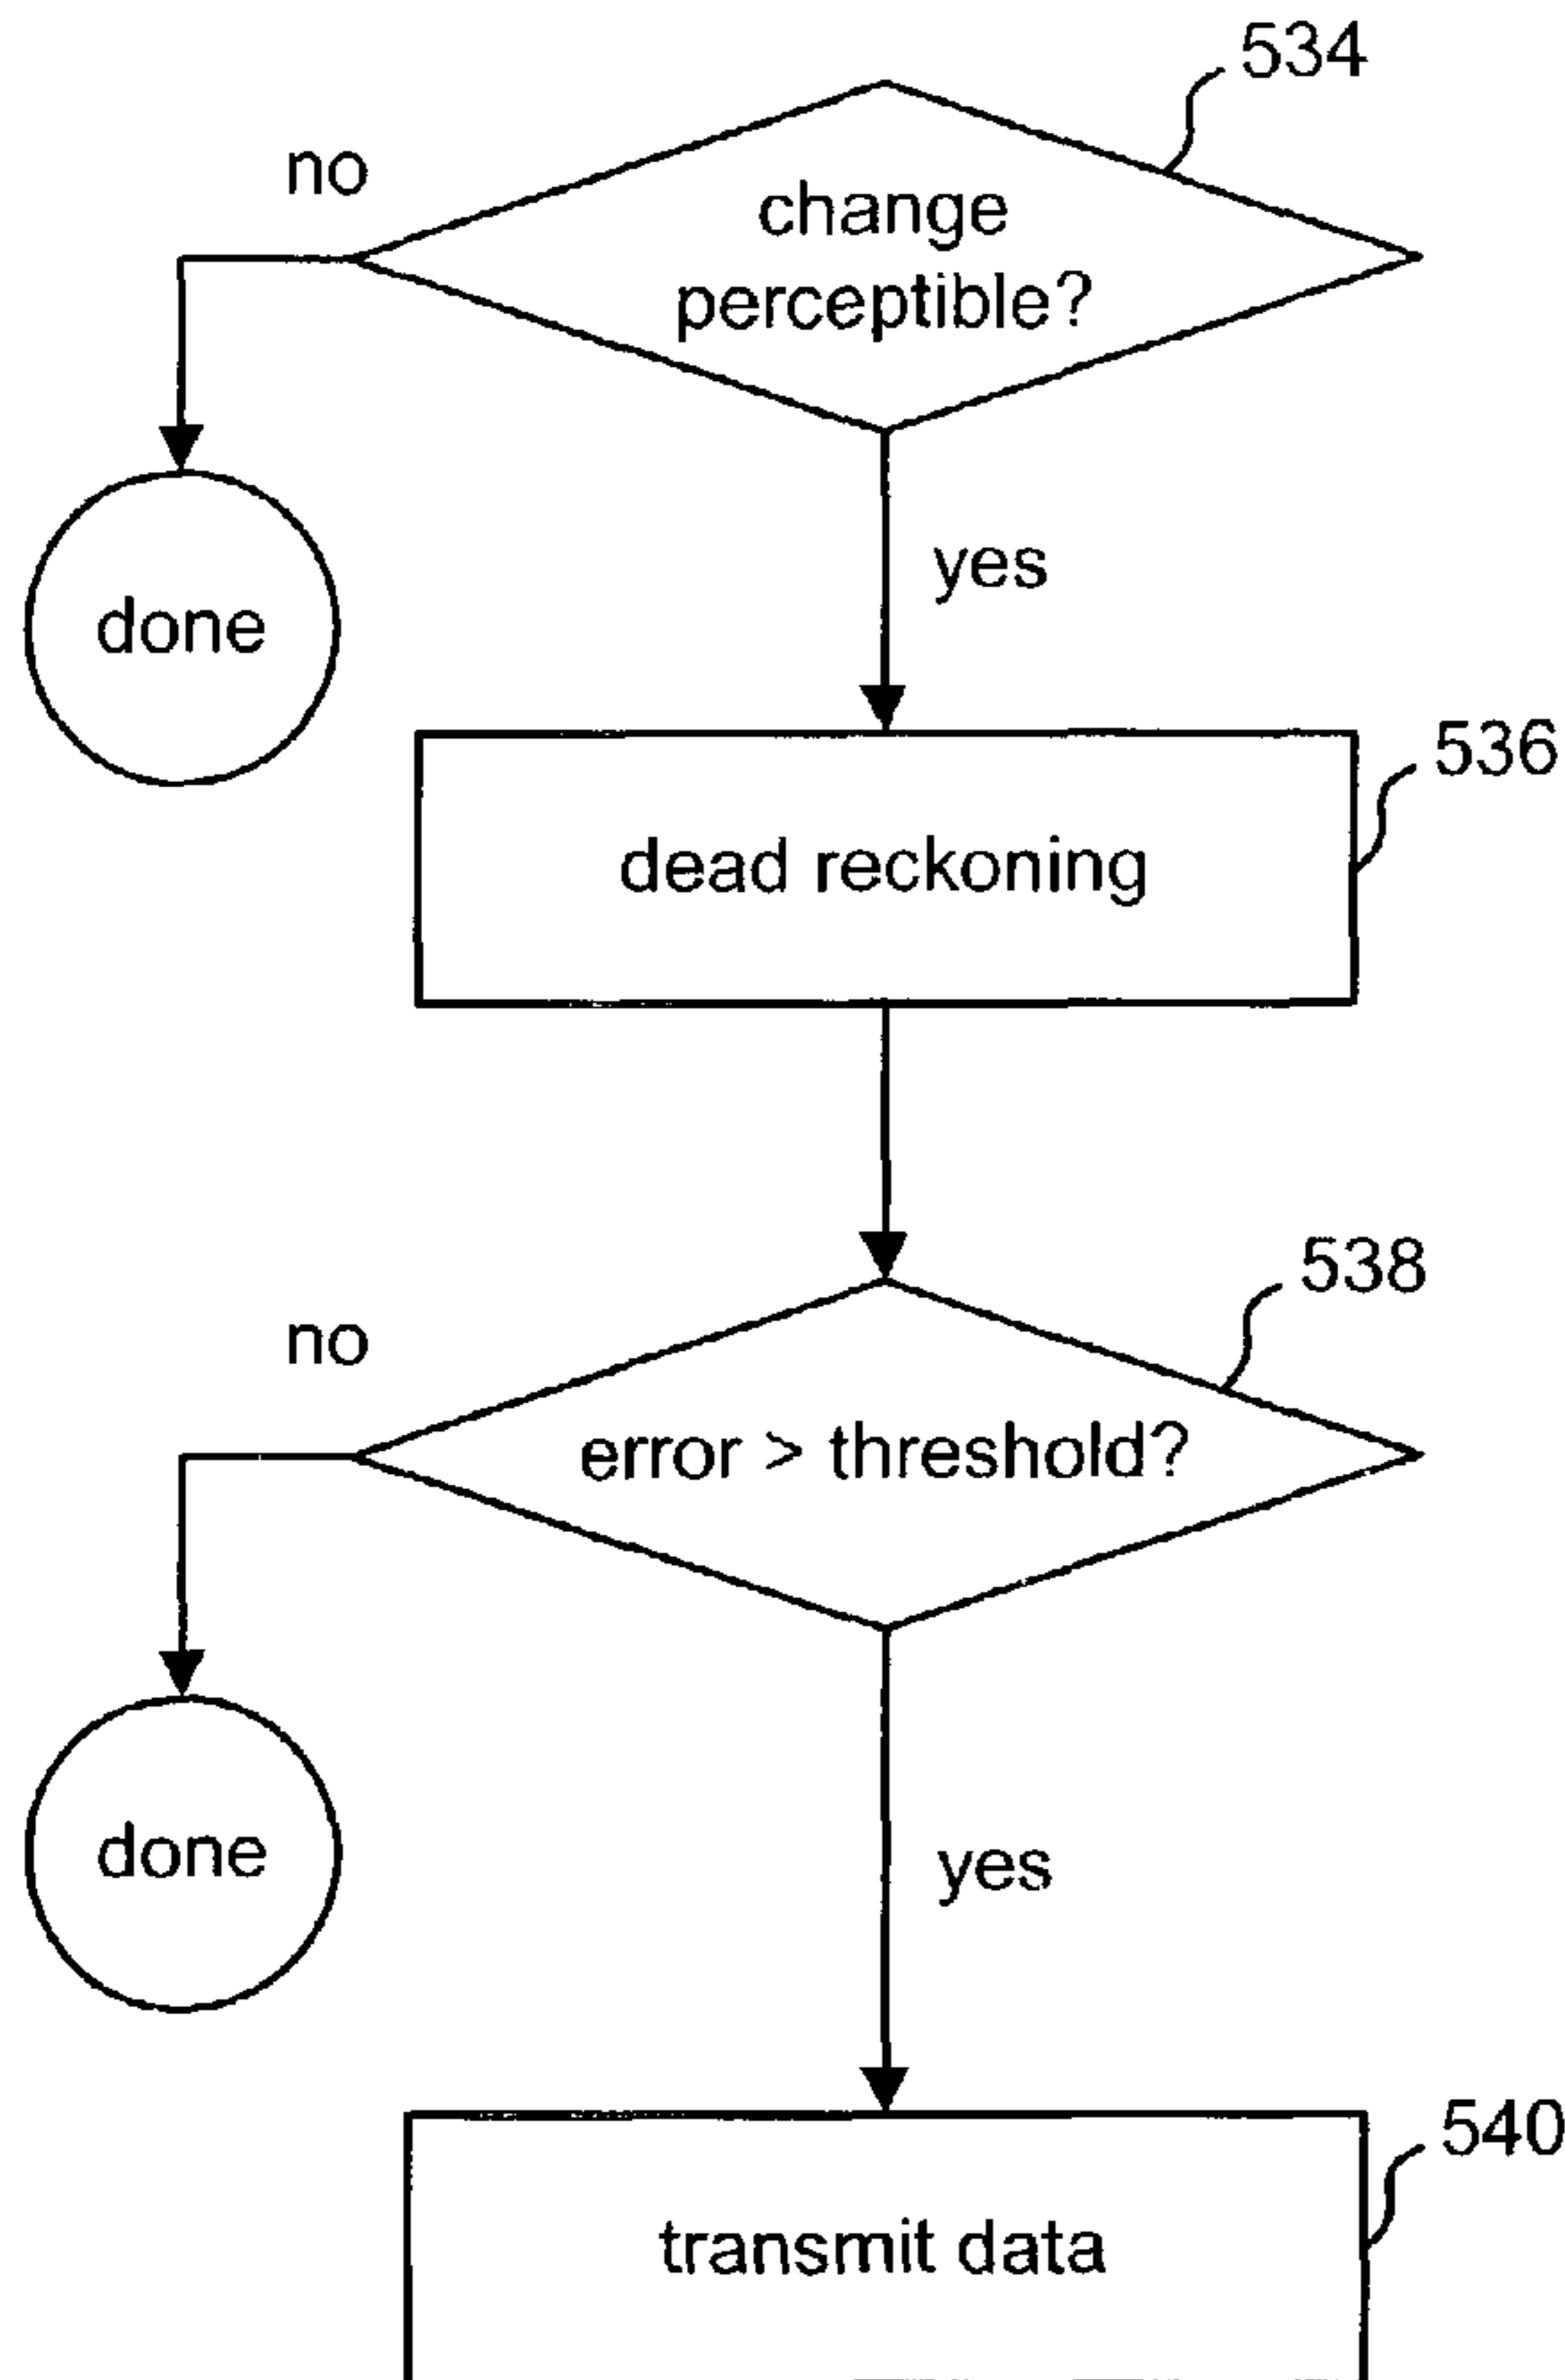 534
no
change
perceptible?
yes
done
536
dead reckoning
538
no
error > threshold?
yes
done
540
transmit data